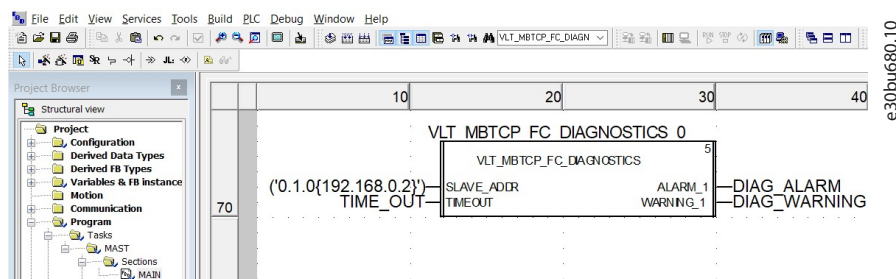 File Edit View Services Tools Build PLC Debug Window Help
VLT_MBTCP_FC_DIAGN
Project Browser
Structural view
Project
Configuration
Derived Data Types
Derived FB Types
Variables & FB instance
Motion
Communication
Program
Tasks
MAST
Sections
MAIN
10 20 30 40
VLT_MBTCP_FC_DIAGNOSTICS_0
5
VLT_MBTCP_FC_DIAGNOSTICS
('0.1.0{192.168.0.2}') SLAVE_ADDR ALARM_1 DIAG_ALARM
70 TIME_OUT TIMEOUT WARNING_1 DIAG_WARNING
e30bu680.10